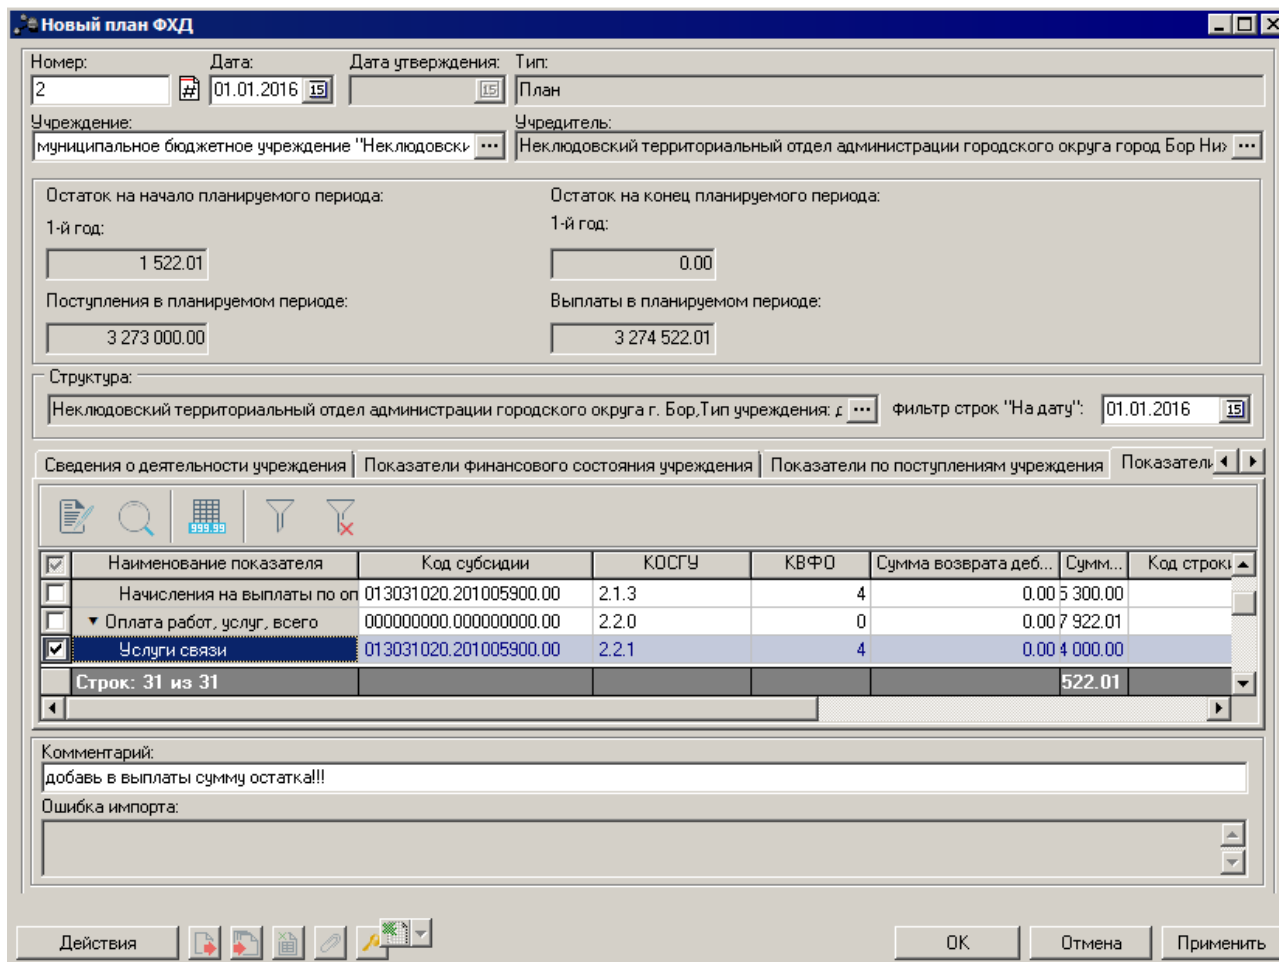 Новый план ФХД
Номер: Дата: Дата утверждения: Тип:
2 # 01.01.2016 15 15 План
Учреждение: Учредитель:
муниципальное бюджетное учреждение "Неклюдовски ... Неклюдовский территориальный отдел администрации городского округа город Бор Ниж ...
Остаток на начало планируемого периода: Остаток на конец планируемого периода:
1-й год: 1-й год:
1 522.01 0.00
Поступления в планируемом периоде: Выплаты в планируемом периоде:
3 273 000.00 3 274 522.01
Структура:
Неклюдовский территориальный отдел администрации городского округа г. Бор,Тип учреждения: д ... Фильтр строк "На дату": 01.01.2016 15
Сведения о деятельности учреждения Показатели финансового состояния учреждения Показатели по поступлениям учреждения Показатели
999.99
Наименование показателя Код субсидии КОСГУ КВФО Сумма возврата деб... Сумм... Код строки
Начисления на выплаты по оп 013031020.201005900.00 2.1.3 4 0.00 5 300.00
Оплата работ, услуг, всего 000000000.000000000.00 2.2.0 0 0.00 7 922.01
Услуги связи 013031020.201005900.00 2.2.1 4 0.00 4 000.00
Строк: 31 из 31 522.01
Комментарий:
добавь в выплаты сумму остатка!!!
Ошибка импорта:
Действия OK Отмена Применить